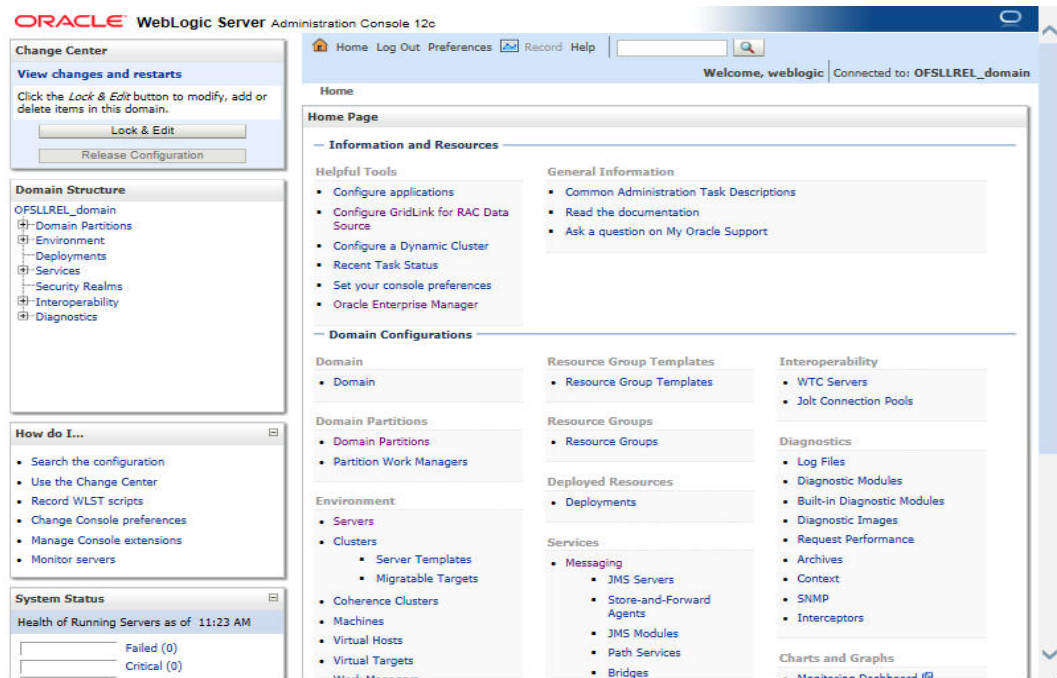 ORACLE WebLogic Server Administration Console 12c
Change Center
View changes and restarts
Click the Lock & Edit button to modify, add or
delete items in this domain.
Lock & Edit
Release Configuration
Domain Structure
OFSLLREL_domain
Domain Partitions
Environment
Deployments
Services
Security Realms
Interoperability
Diagnostics
How do I...
Search the configuration
Use the Change Center
Record WLST scripts
Change Console preferences
Manage Console extensions
Monitor servers
System Status
Health of Running Servers as of 11:23 AM
Failed (0)
Critical (0)
Home Log Out Preferences Record Help
Welcome, weblogic Connected to: OFSLLREL_domain
Home
Home Page
Information and Resources
Helpful Tools
Configure applications
Configure GridLink for RAC Data
Source
Configure a Dynamic Cluster
Recent Task Status
Set your console preferences
Oracle Enterprise Manager
General Information
Common Administration Task Descriptions
Read the documentation
Ask a question on My Oracle Support
Domain Configurations
Domain
Domain
Domain Partitions
Domain Partitions
Partition Work Managers
Environment
Servers
Clusters
Server Templates
Migratable Targets
Coherence Clusters
Machines
Virtual Hosts
Virtual Targets
Work Managers
Resource Group Templates
Resource Group Templates
Resource Groups
Resource Groups
Deployed Resources
Deployments
Services
Messaging
JMS Servers
Store-and-Forward
Agents
JMS Modules
Path Services
Bridges
Interoperability
WTC Servers
Jolt Connection Pools
Diagnostics
Log Files
Diagnostic Modules
Built-in Diagnostic Modules
Diagnostic Images
Request Performance
Archives
Context
SNMP
Interceptors
Charts and Graphs
Monitoring Dashboard